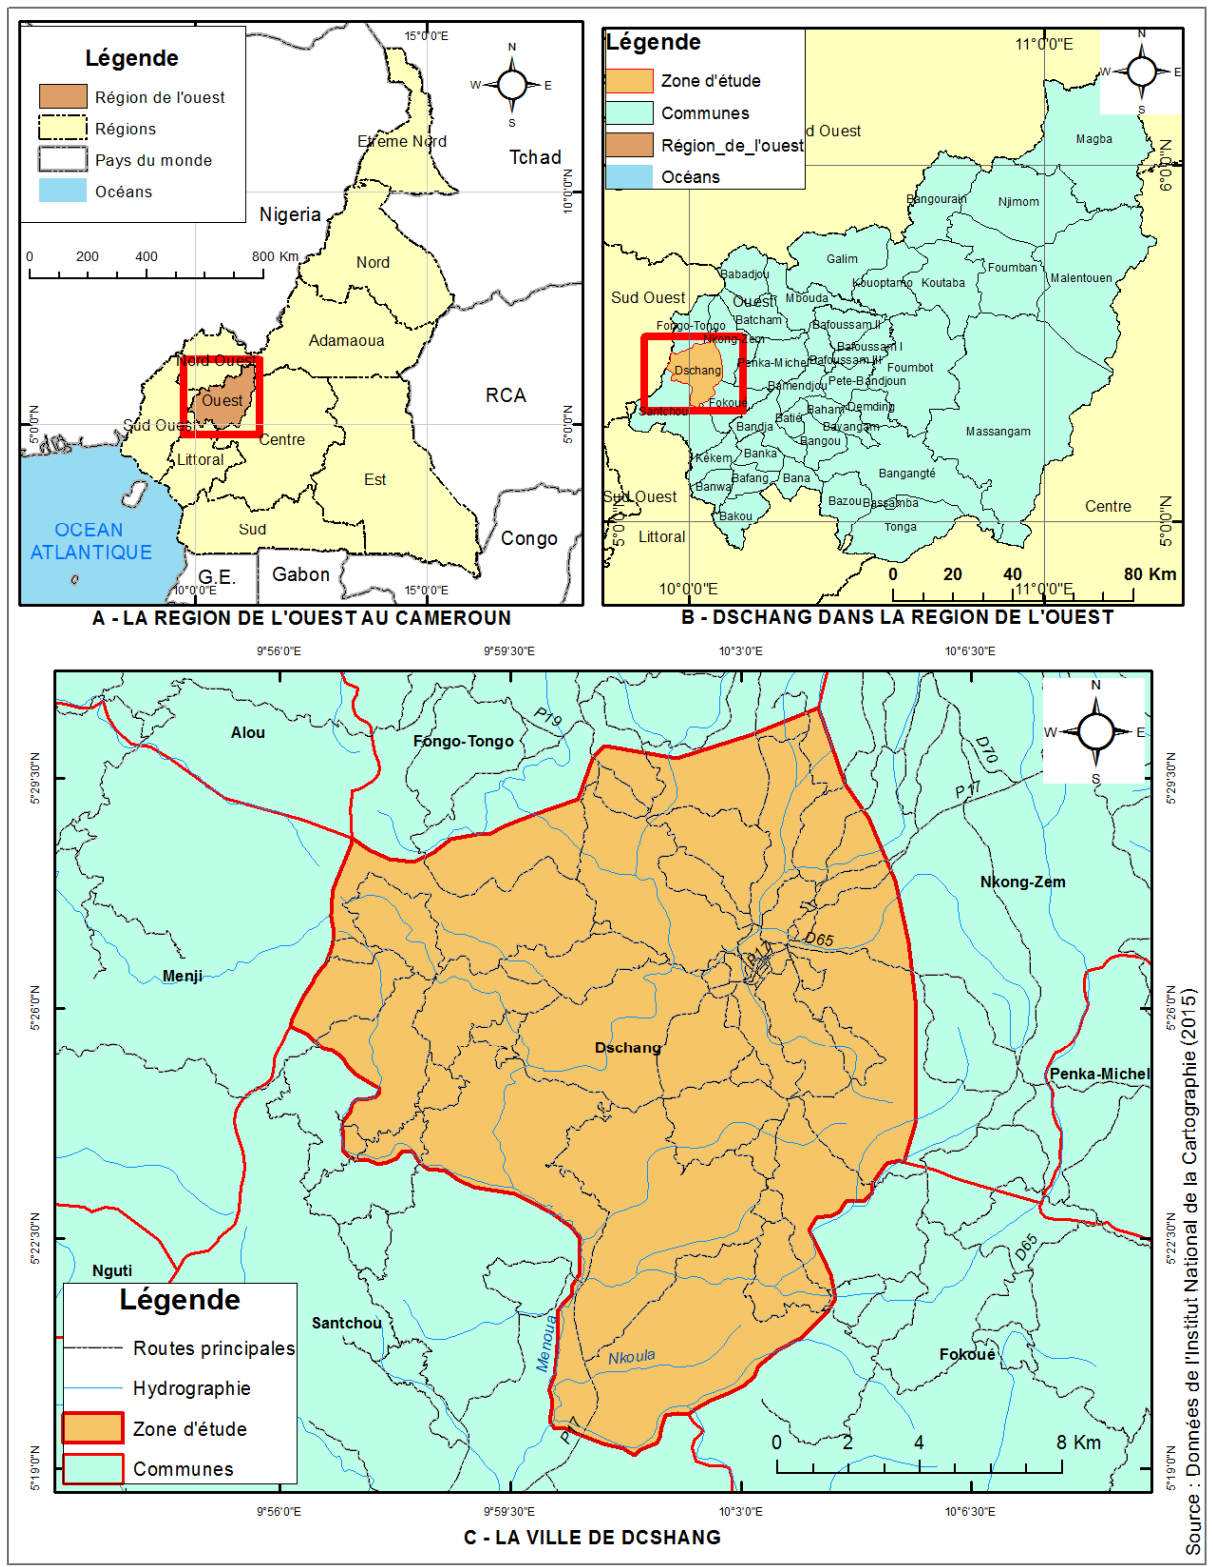 Légende
Région de l'ouest
Régions
Pays du monde
Océans
0 200 400 800 Km
N
W E
S
15°0'0"E
10°0'0"N
5°0'0"N
5°0'0"N
10°0'0"E
15°0'0"E
Etreme Nord
Tchad
Nigeria
Nord
Adamaoua
Nord Ouest
Ouest
RCA
Sud Ouest
Centre
Littoral
Est
OCEAN
ATLANTIQUE
Sud
Congo
G.E.
Gabon
A - LA REGION DE L'OUEST AU CAMEROUN
Légende
Zone d'étude
Communes
Région_de_l'ouest
Océans
d Ouest
11°0'0"E
N
W E
S
6°0'0"N
Magba
Bangourain
Njimom
Galim
Foumban
Malentouen
Babadjou
Kouoptamo
Koutaba
Sud Ouest
Ouest
Mbouda
Batcham
Fongo-Tongo
Bafoussam II
Nkong-Zem
Bafoussam I
Penka-Michel
Bafoussam III
Foumbot
Dschang
Bamendjou
Pete-Bandjoun
Fokoué
Santchou
Baham
Demding
Batié
Bandja
Bayangam
Massangam
Bangou
Kékem
Banka
Bangangté
Bafang
Bana
Banwa
Sud Ouest
Bazou
Bassamba
Centre
Bakou
Tonga
Littoral
5°0'0"N
5°0'0"N
0 20 40 80 Km
10°0'0"E
11°0'0"E
B - DSCHANG DANS LA REGION DE L'OUEST
9°56'0"E 9°59'30"E 10°3'0"E 10°6'30"E
N
W E
S
Alou
Fongo-Tongo
P19
D70
P17
5°29'30"N
5°29'30"N
Nkong-Zem
D65
P17
Menji
5°26'0"N
5°26'0"N
Dschang
Penka-Michel
5°22'30"N
5°22'30"N
D65
Nguti
Santchou
Menoua
Nkoula
Fokoué
P17
Légende
Routes principales
Hydrographie
Zone d'étude
Communes
0 2 4 8 Km
5°19'0"N
5°19'0"N
9°56'0"E 9°59'30"E 10°3'0"E 10°6'30"E
C - LA VILLE DE DCSHANG
Source : Données de l'Institut National de la Cartographie (2015)